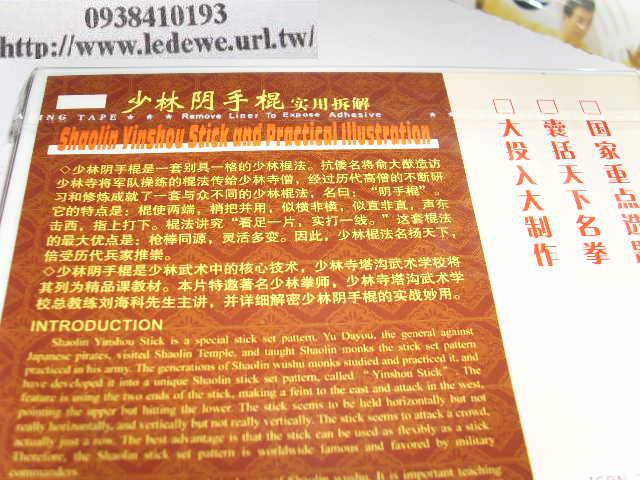 0938410193
http://www.ledewe.url.tw/
少林阴手棍实用拆解
ING TAPE ★ ★ ★ Remove Liner To Expose Adhesive ★
Shaolin Yinshou Stick and Practical Illustration
◇少林阴手棍是一套别具一格的少林棍法。抗倭名将俞大猷造访
少林寺将军队操练的棍法传给少林寺僧，经过历代高僧的不断研
习和修炼成就了一套与众不同的少林棍法，名曰：“阴手棍”。
它的特点是：棍使两端，梢把并用，似横非横，似直非直，声东
击西，指上打下。棍法讲究“看足一片，实打一线。”这套棍法
的最大优点是：枪棒同源，灵活多变。因此，少林棍法名扬天下，
倍受历代兵家推崇。
◇少林阴手棍是少林武术中的核心技术，少林寺塔沟武术学校将
其列为精品课教材。本片特邀著名少林拳师，少林寺塔沟武术学
校总教练刘海科先生主讲，并详细解密少林阴手棍的实战妙用。
INTRODUCTION
Shaolin Yinshou Stick is a special stick set pattern. Yu Dayou, the general against
Japanese pirates, visited Shaolin Temple, and taught Shaolin monks the stick set pattern
practiced in his army. The generations of Shaolin wushu monks studied and practiced it, and
have developed it into a unique Shaolin stick set pattern, called “Yinshou Stick”. The
feature is using the two ends of the stick, making a feint to the east and attack in the west,
pointing the upper but hitting the lower. The stick seems to be held horizontally but not
really horizontally, and vertically but not really vertically. The stick seems to attack a crowd,
actually just a row. The best advantage is that the stick can be used as flexibly as a stick.
Therefore, the Shaolin stick set pattern is worldwide famous and favored by military
commanders.
of Shaolin wushu. It is important teaching
□国家重点选题
□囊括天下名拳
□大投入大制作
ISBN